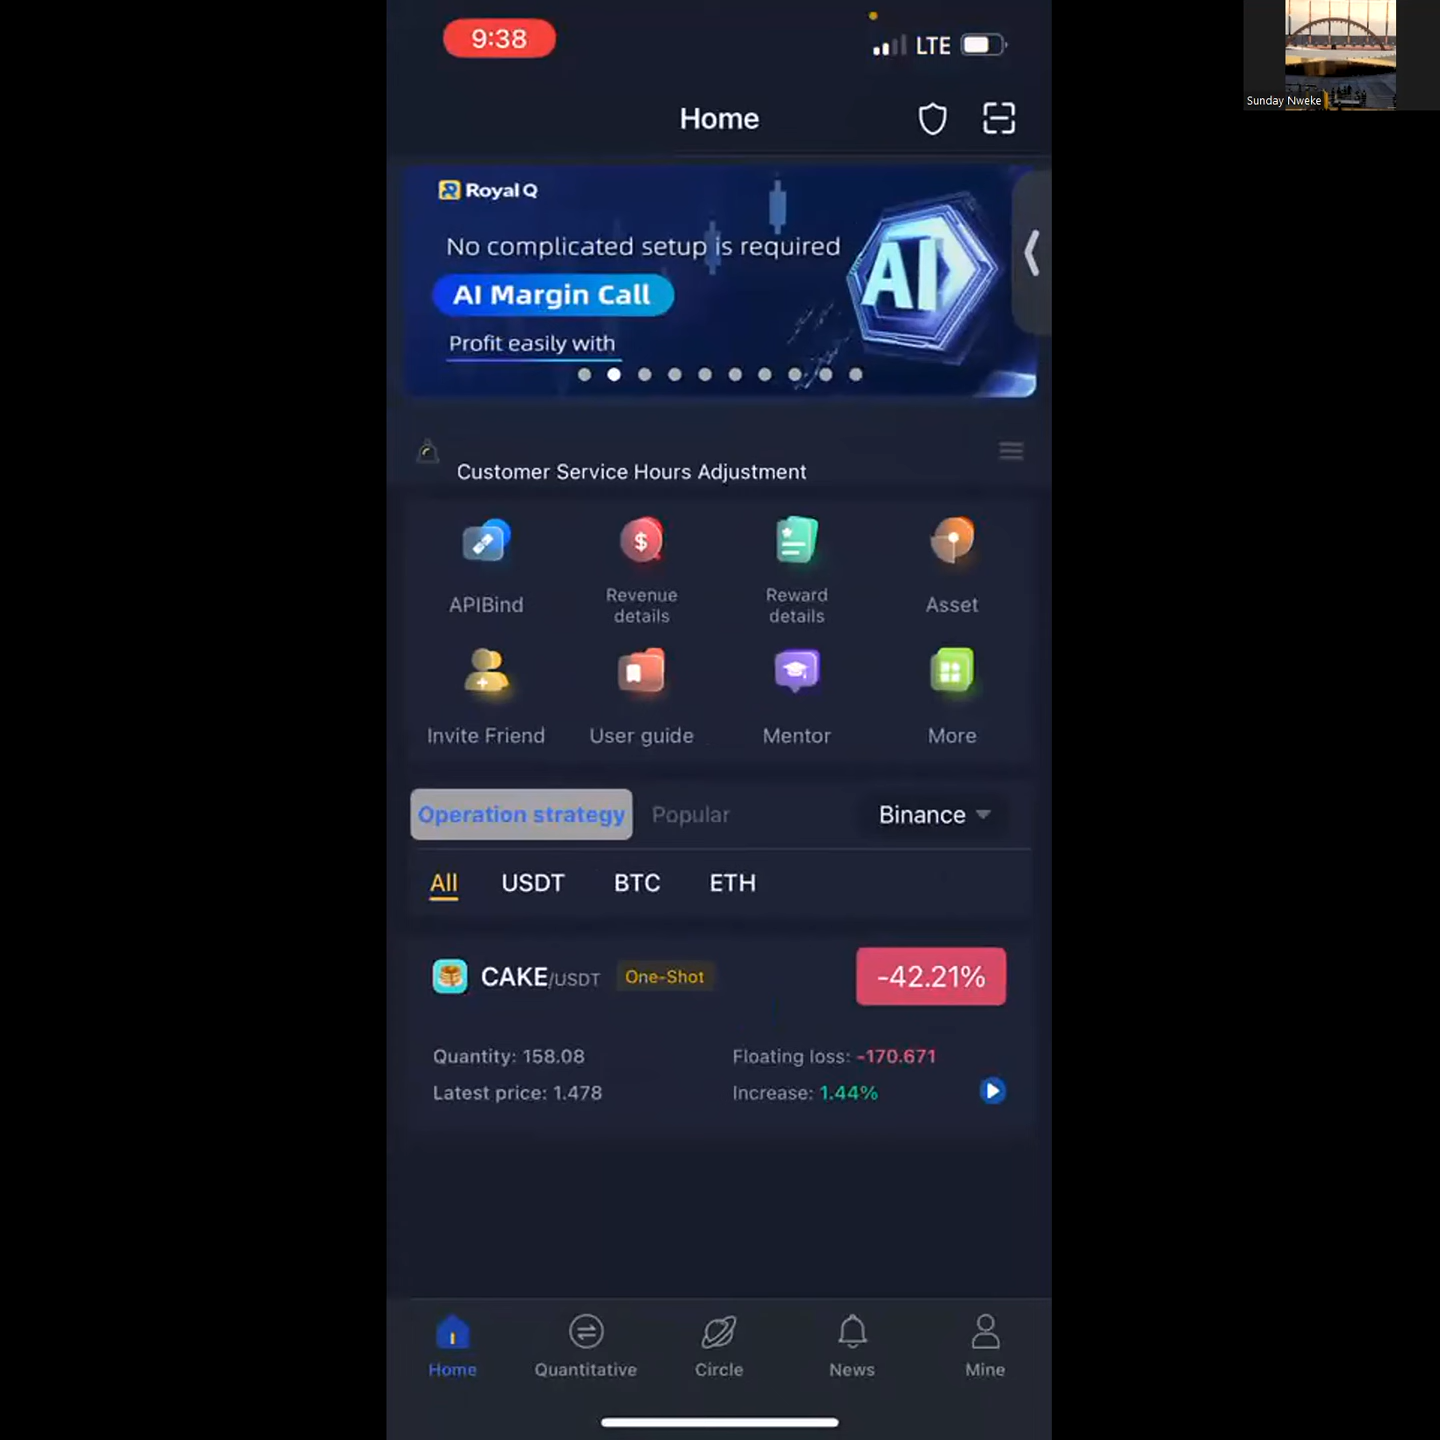 9:38
LTE
Home
Sunday Nweke
Royal Q
No complicated setup is required
AI Margin Call
AI
Profit easily with
Customer Service Hours Adjustment
APIBind
Revenue details
Reward details
Asset
Invite Friend
User guide
Mentor
More
Operation strategy
Popular
Binance
All
USDT
BTC
ETH
CAKE/USDT
One-Shot
-42.21%
Quantity: 158.08
Floating loss: -170.671
Latest price: 1.478
Increase: 1.44%
Home
Quantitative
Circle
News
Mine